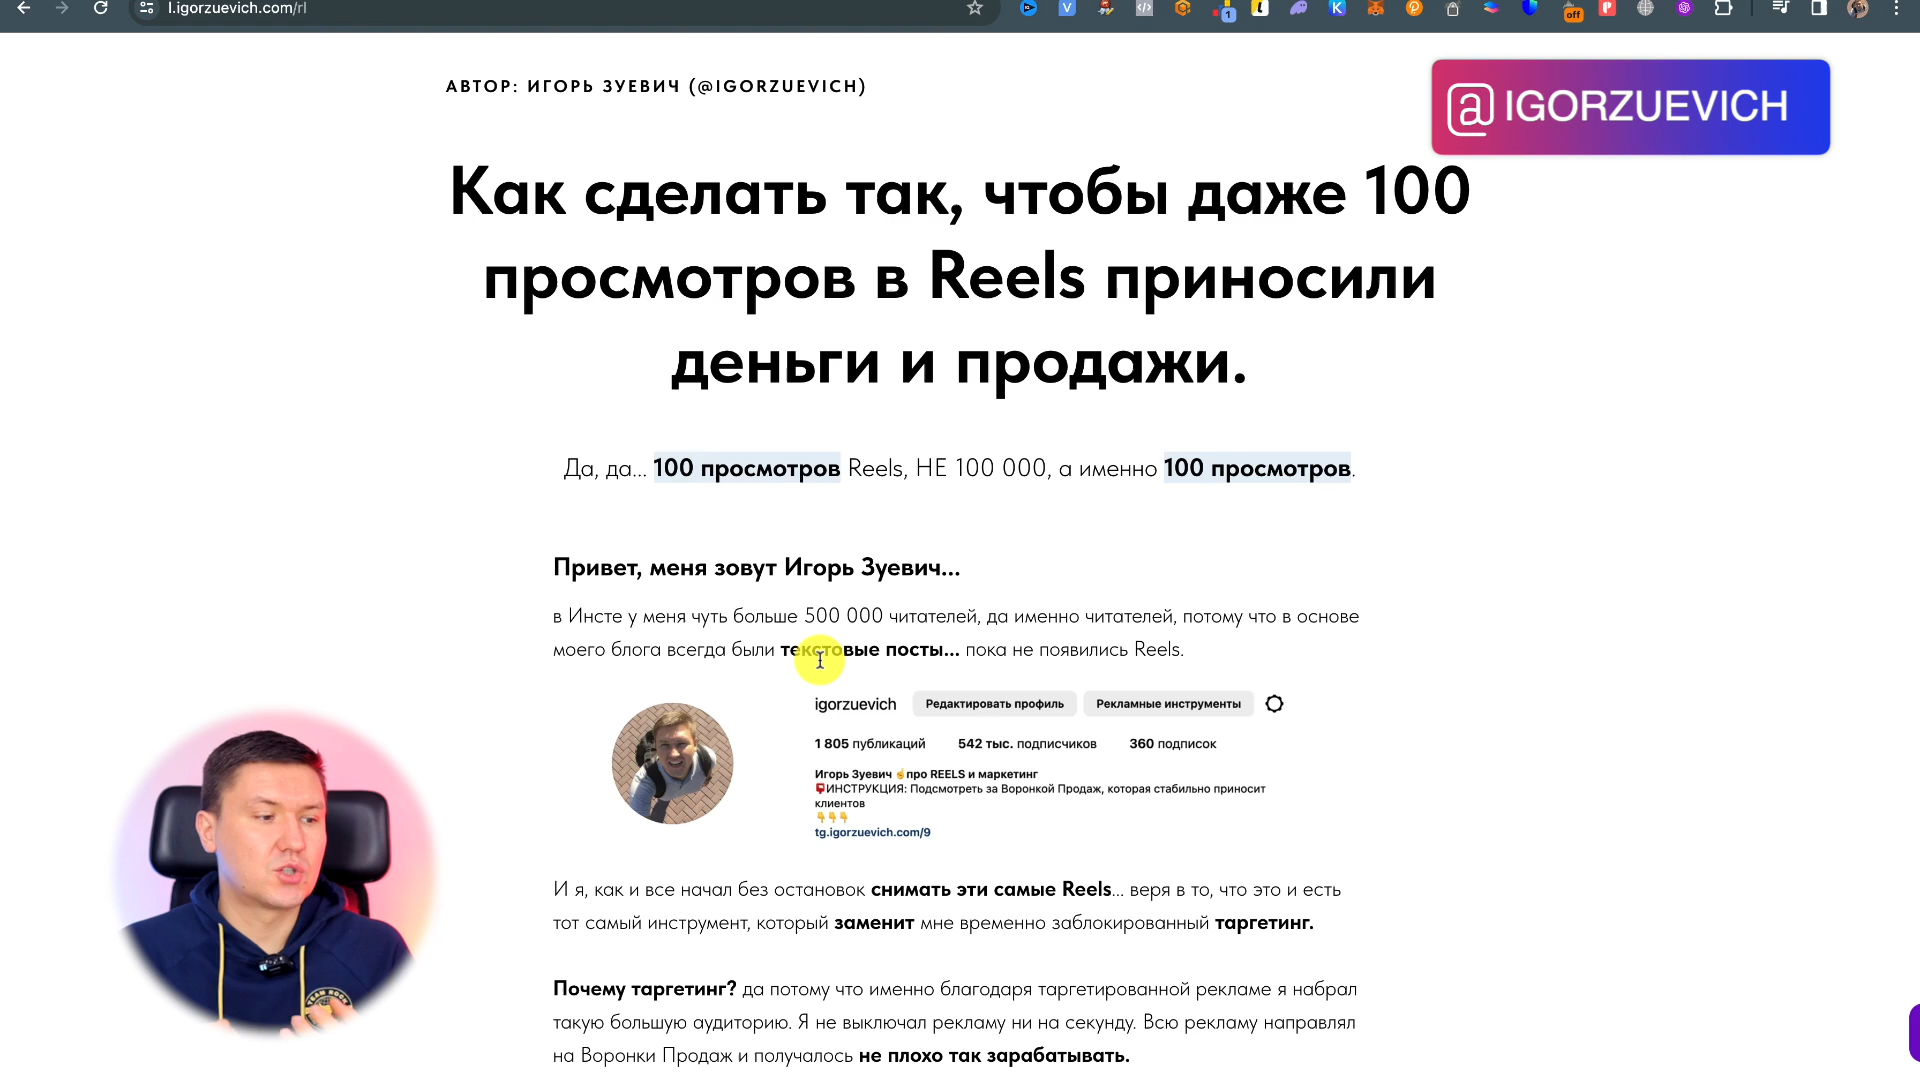 l.igorzuevich.com/rl
1
off
АВТОР: ИГОРЬ ЗУЕВИЧ (@IGORZUEVICH)
@IGORZUEVICH
Как сделать так, чтобы даже 100
просмотров в Reels приносили
деньги и продажи.
Да, да... 100 просмотров Reels, НЕ 100 000, а именно 100 просмотров.
Привет, меня зовут Игорь Зуевич...
в Инсте у меня чуть больше 500 000 читателей, да именно читателей, потому что в основе
моего блога всегда были текстовые посты... пока не появились Reels.
igorzuevich Редактировать профиль Рекламные инструменты
1 805 публикаций 542 тыс. подписчиков 360 подписок
Игорь Зуевич ☝️про REELS и маркетинг
📮ИНСТРУКЦИЯ: Подсмотреть за Воронкой Продаж, которая стабильно приносит
клиентов
👇👇👇
tg.igorzuevich.com/9
И я, как и все начал без остановок снимать эти самые Reels... веря в то, что это и есть
тот самый инструмент, который заменит мне временно заблокированный таргетинг.
Почему таргетинг? да потому что именно благодаря таргетированной рекламе я набрал
такую большую аудиторию. Я не выключал рекламу ни на секунду. Всю рекламу направлял
на Воронки Продаж и получалось не плохо так зарабатывать.